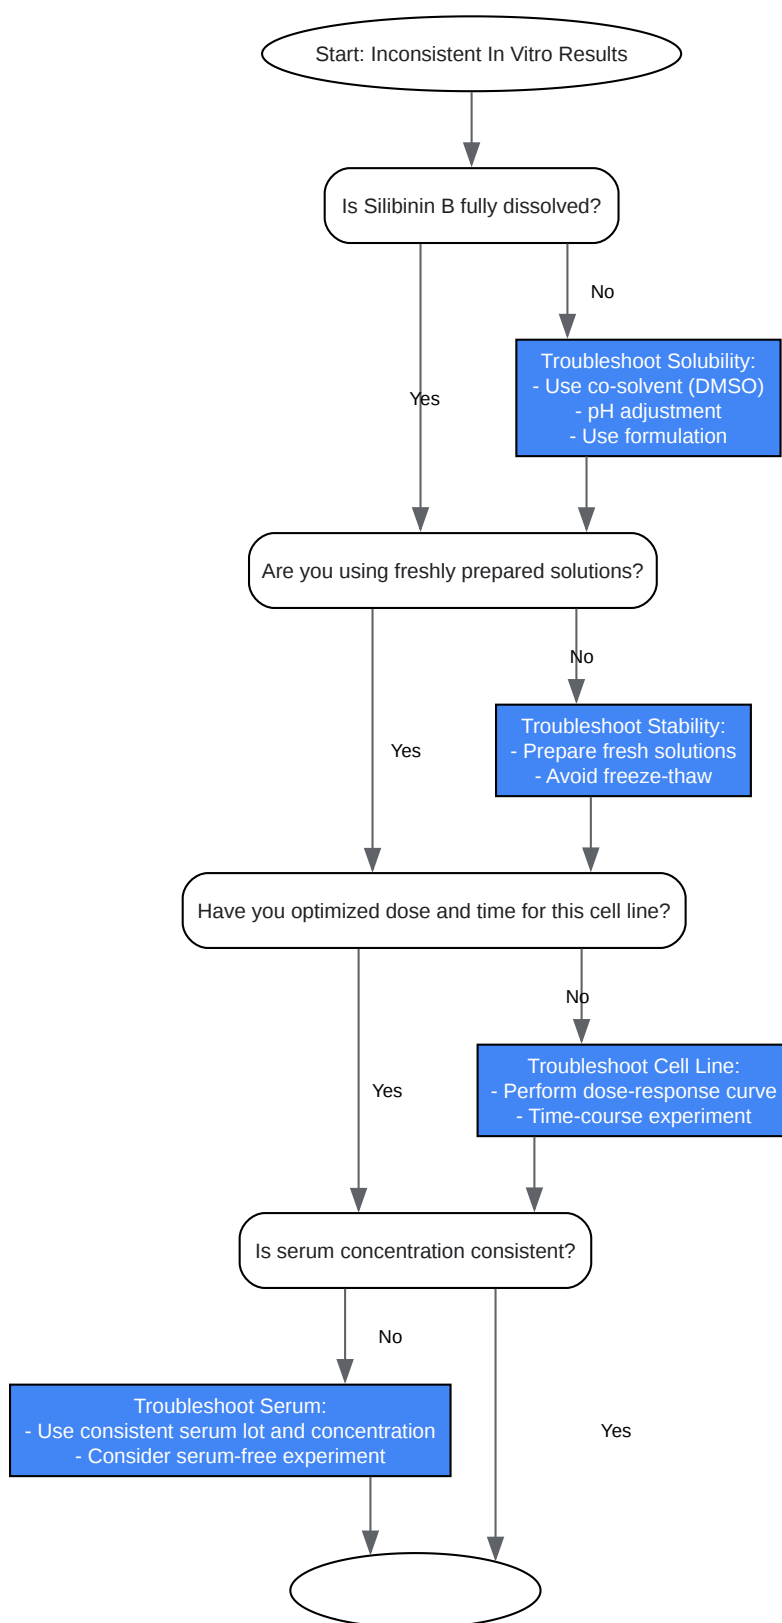 Start: Inconsistent In Vitro Results
Is Silibinin B fully dissolved?
No
Troubleshoot Solubility:
- Use co-solvent (DMSO)
- pH adjustment
- Use formulation
Yes
Are you using freshly prepared solutions?
No
Troubleshoot Stability:
- Prepare fresh solutions
- Avoid freeze-thaw
Yes
Have you optimized dose and time for this cell line?
No
Troubleshoot Cell Line:
- Perform dose-response curve
- Time-course experiment
Yes
Is serum concentration consistent?
No
Troubleshoot Serum:
- Use consistent serum lot and concentration
- Consider serum-free experiment
Yes